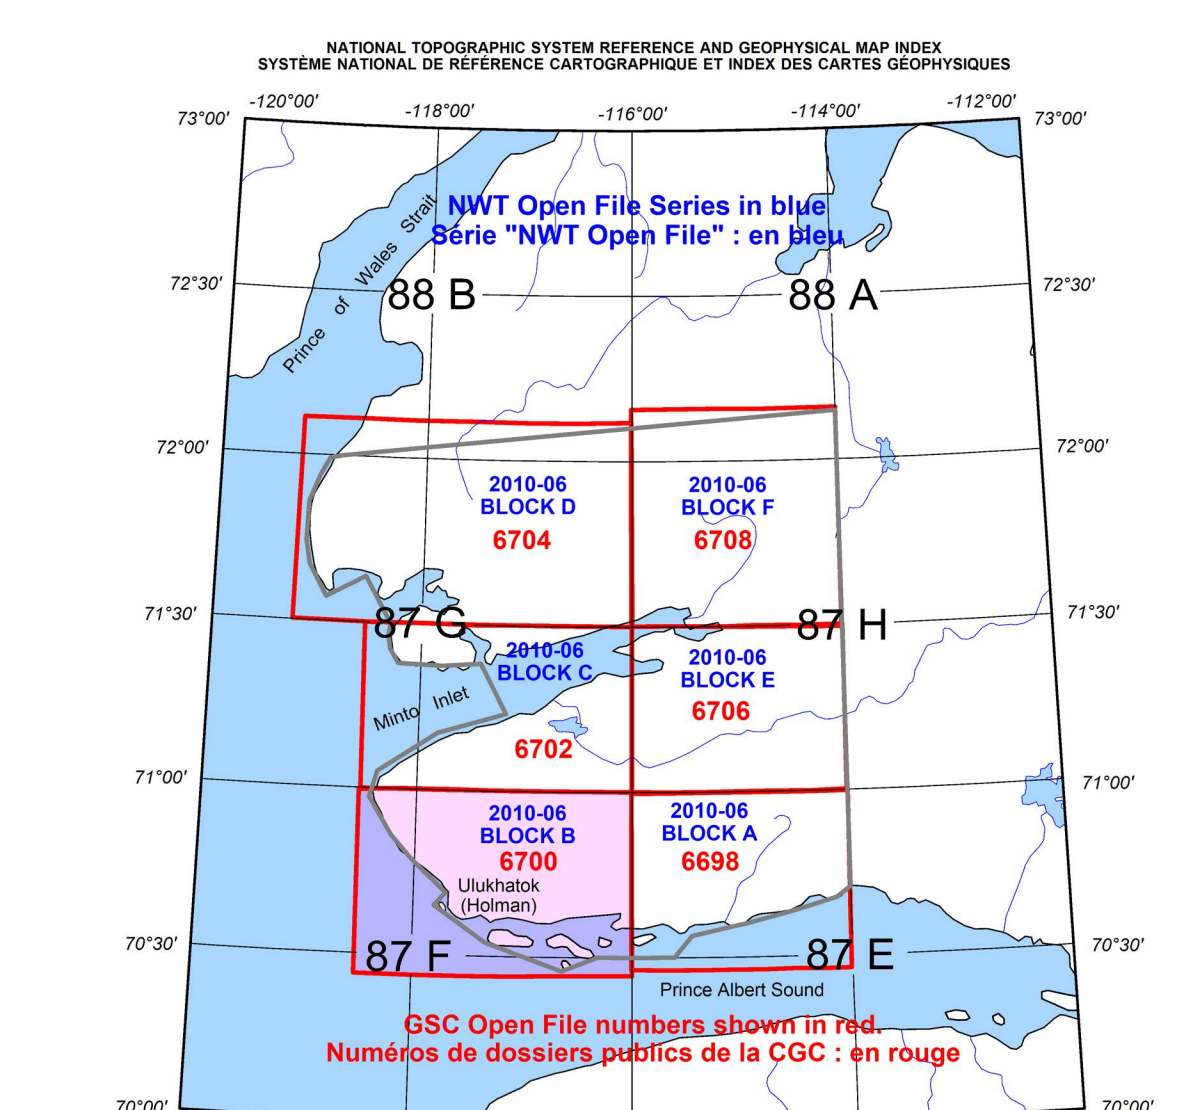 NATIONAL TOPOGRAPHIC SYSTEM REFERENCE AND GEOPHYSICAL MAP INDEX
SYSTÈME NATIONAL DE RÉFÉRENCE CARTOGRAPHIQUE ET INDEX DES CARTES GÉOPHYSIQUES
-120°00'
-118°00'
-116°00'
-114°00'
-112°00'
73°00'
73°00'
NWT Open File Series in blue
Série "NWT Open File" : en bleu
Prince of Wales Strait
72°30'
88 B
88 A
72°30'
72°00'
72°00'
2010-06
BLOCK D
6704
2010-06
BLOCK F
6708
71°30'
87 G
87 H
71°30'
2010-06
BLOCK C
2010-06
BLOCK E
6706
Minto Inlet
6702
71°00'
71°00'
2010-06
BLOCK B
6700
2010-06
BLOCK A
6698
Ulukhatok
(Holman)
70°30'
87 F
87 E
70°30'
Prince Albert Sound
GSC Open File numbers shown in red.
Numéros de dossiers publics de la CGC : en rouge
70°00'
70°00'